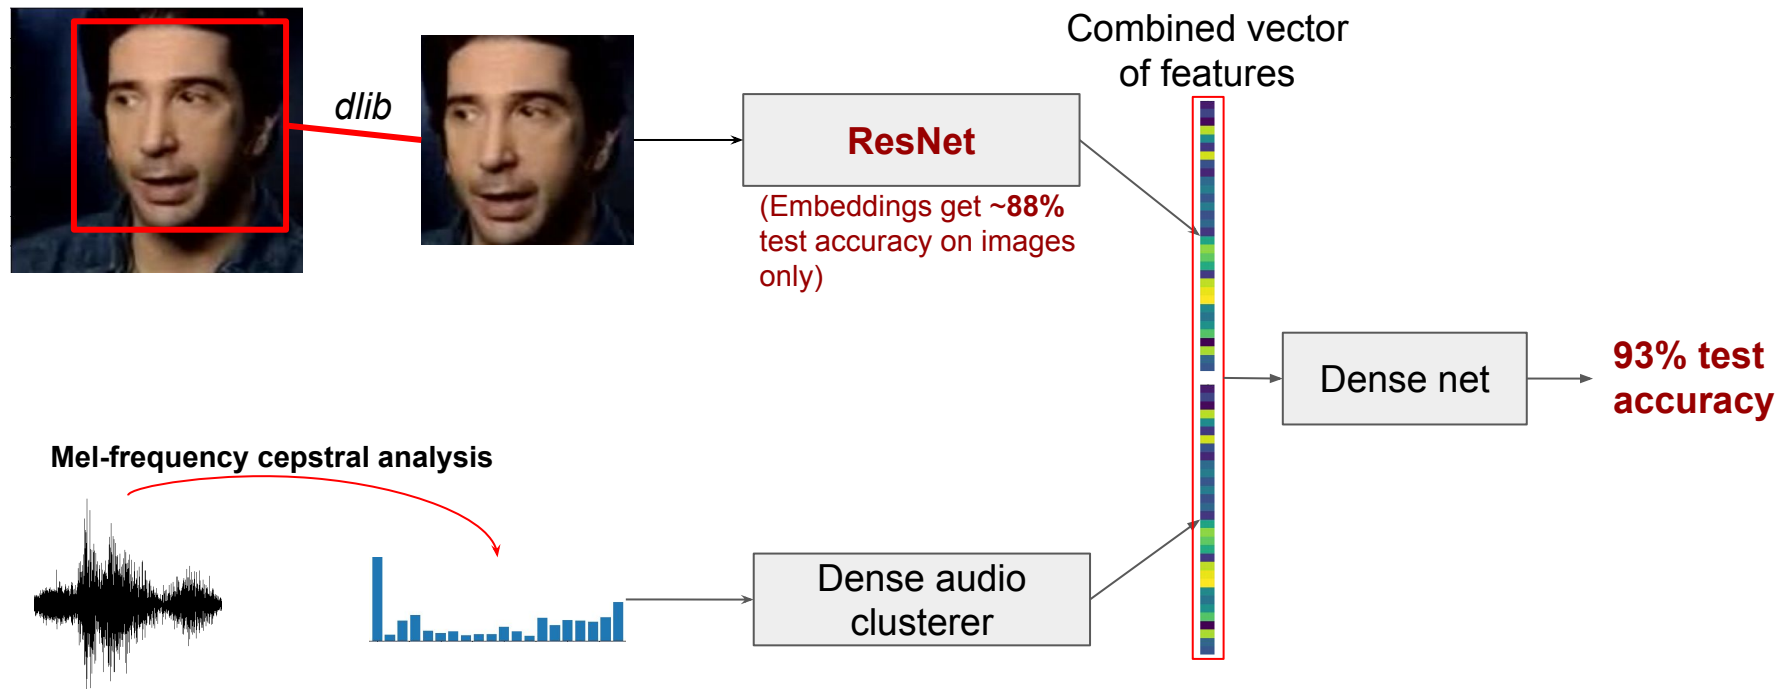 Combined vector
of features
dlib
ResNet
(Embeddings get ~88%
test accuracy on images
only)
Dense net
93% test
accuracy
Mel-frequency cepstral analysis
Dense audio
clusterer